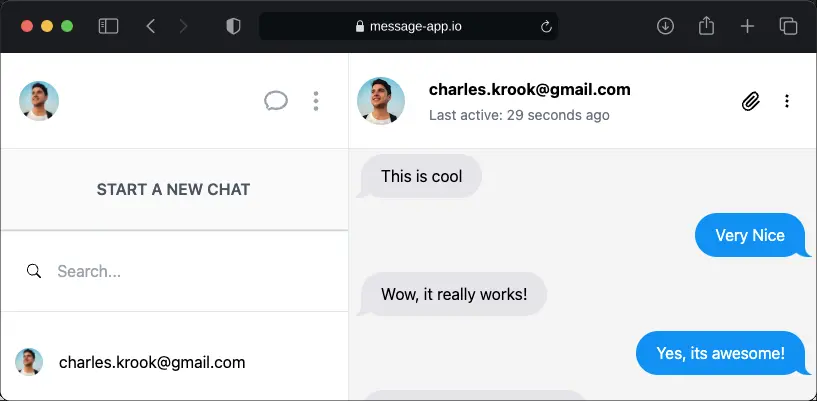 message-app.io
charles.krook@gmail.com
Last active: 29 seconds ago
START A NEW CHAT
Search...
charles.krook@gmail.com
This is cool
Very Nice
Wow, it really works!
Yes, its awesome!